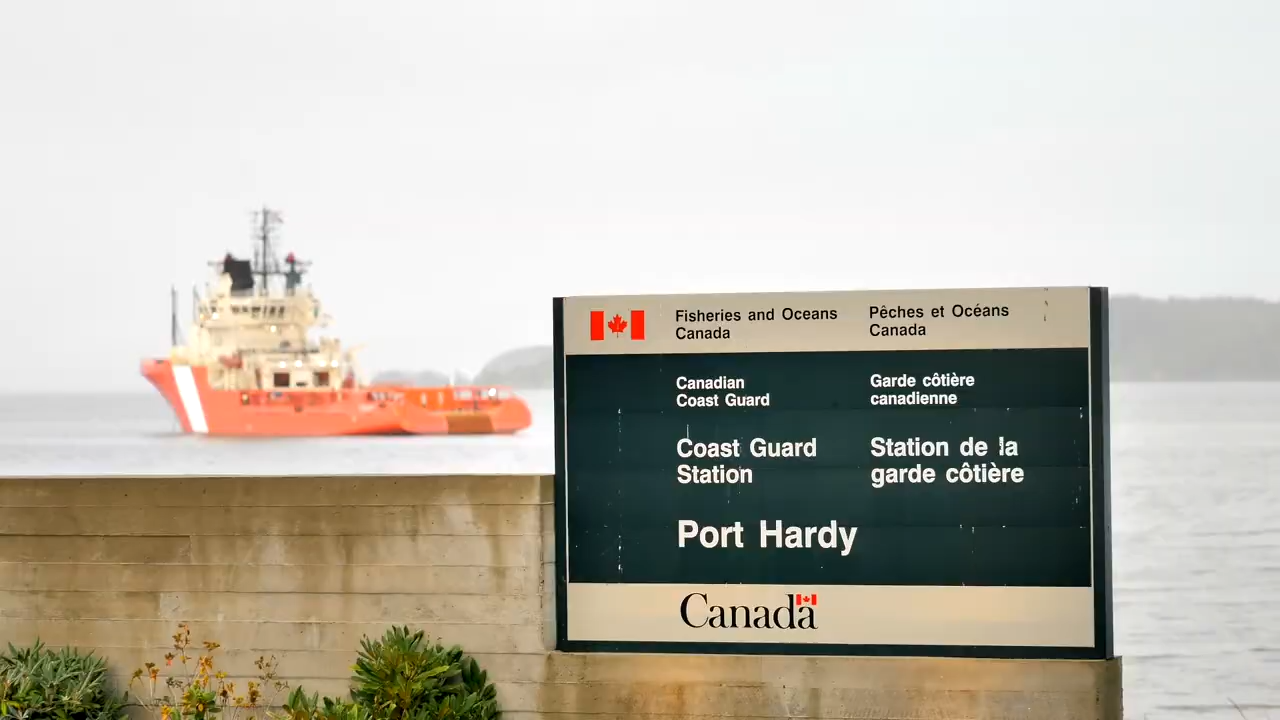 Fisheries and Oceans
Canada
Pêches et Océans
Canada
Canadian
Coast Guard
Garde côtière
canadienne
Coast Guard
Station
Station de la
garde côtière
Port Hardy
Canada